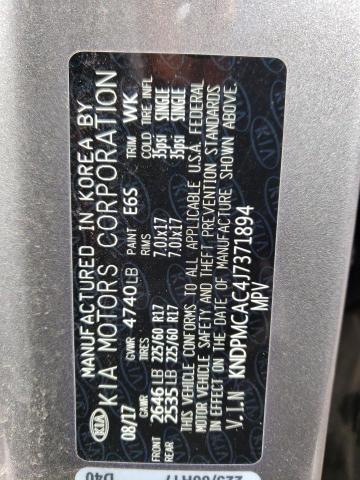 MANUFACTURED IN KOREA BY
KIA KIA MOTORS CORPORATION
08/17 GVWR 4740LB PAINT E6S TRIM WK
GAWR TIRES RIMS COLD TIRE INFL
FRONT 2646LB 225/60 R17 7.0JX17 35psi SINGLE
REAR 2535LB 225/60 R17 7.0JX17 35psi SINGLE
THIS VEHICLE CONFORMS TO ALL APPLICABLE U.S.A. FEDERAL
MOTOR VEHICLE SAFETY AND THEFT PREVENTION STANDARDS
IN EFFECT ON THE DATE OF MANUFACTURE SHOWN ABOVE.
V.I.N KNDPMCAC4J7371894
MPV
D40